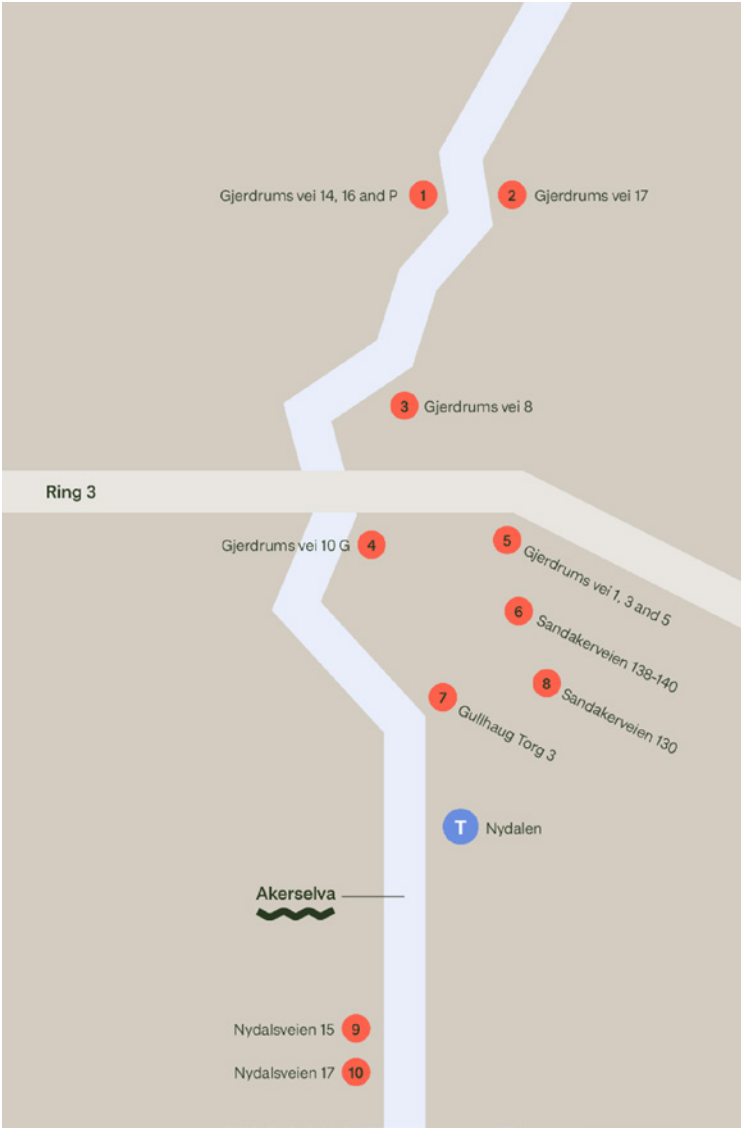 Gjerdrums vei 14, 16 and P 1
2 Gjerdrums vei 17
3 Gjerdrums vei 8
Ring 3
Gjerdrums vei 10 G 4
5 Gjerdrums vei 1, 3 and 5
6 Sandakerveien 138-140
8 Sandakerveien 130
7 Gullhaug Torg 3
T Nydalen
Akerselva
Nydalsveien 15 9
Nydalsveien 17 10